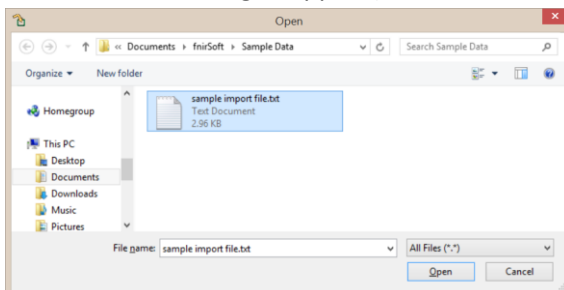 Open
« Documents ▸ fnirSoft ▸ Sample Data
Search Sample Data
Organize
New folder
Homegroup
This PC
Desktop
Documents
Downloads
Music
Pictures
sample import file.txt
Text Document
2.96 KB
File name: sample import file.txt
All Files (*.*)
Open
Cancel